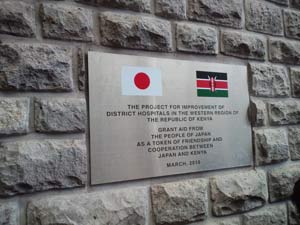 THE PROJECT FOR IMPROVEMENT OF
DISTRICT HOSPITALS IN THE WESTERN REGION OF
THE REPUBLIC OF KENYA
GRANT AID FROM
THE PEOPLE OF JAPAN
AS A TOKEN OF FRIENDSHIP AND
COOPERATION BETWEEN
JAPAN AND KENYA
MARCH, 2010